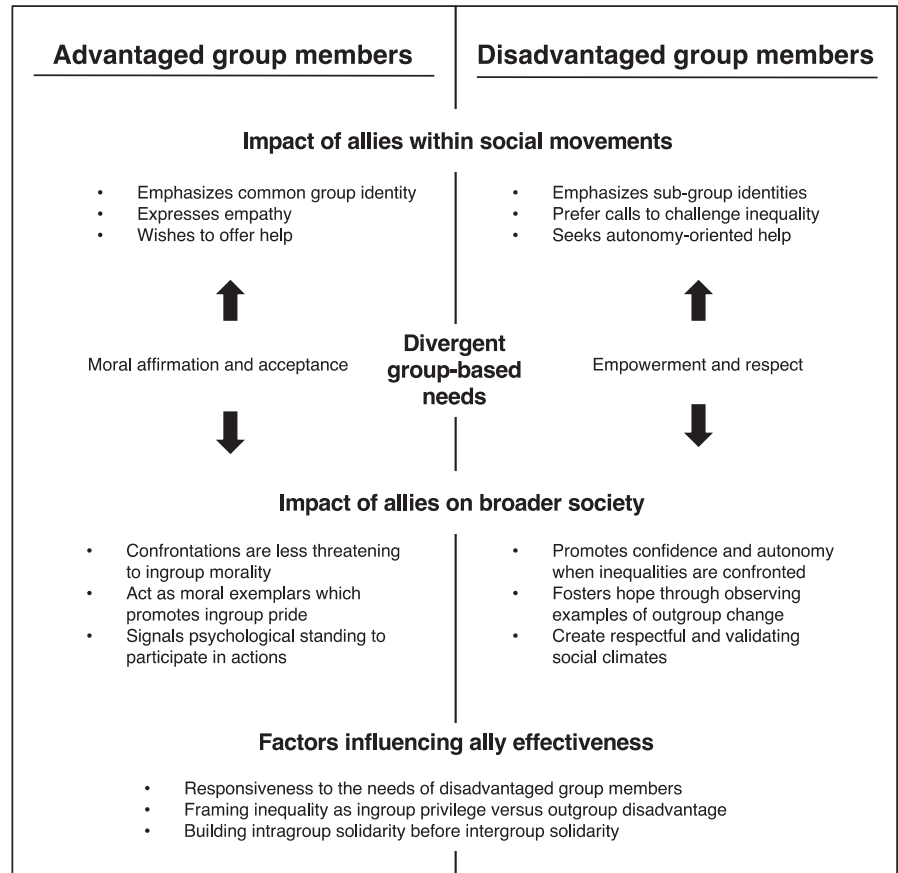 Advantaged group members
Disadvantaged group members
Impact of allies within social movements
• Emphasizes common group identity
• Expresses empathy
• Wishes to offer help
• Emphasizes sub-group identities
• Prefer calls to challenge inequality
• Seeks autonomy-oriented help
Moral affirmation and acceptance
Divergent
group-based
needs
Empowerment and respect
Impact of allies on broader society
• Confrontations are less threatening
to ingroup morality
• Act as moral exemplars which
promotes ingroup pride
• Signals psychological standing to
participate in actions
• Promotes confidence and autonomy
when inequalities are confronted
• Fosters hope through observing
examples of outgroup change
• Create respectful and validating
social climates
Factors influencing ally effectiveness
• Responsiveness to the needs of disadvantaged group members
• Framing inequality as ingroup privilege versus outgroup disadvantage
• Building intragroup solidarity before intergroup solidarity